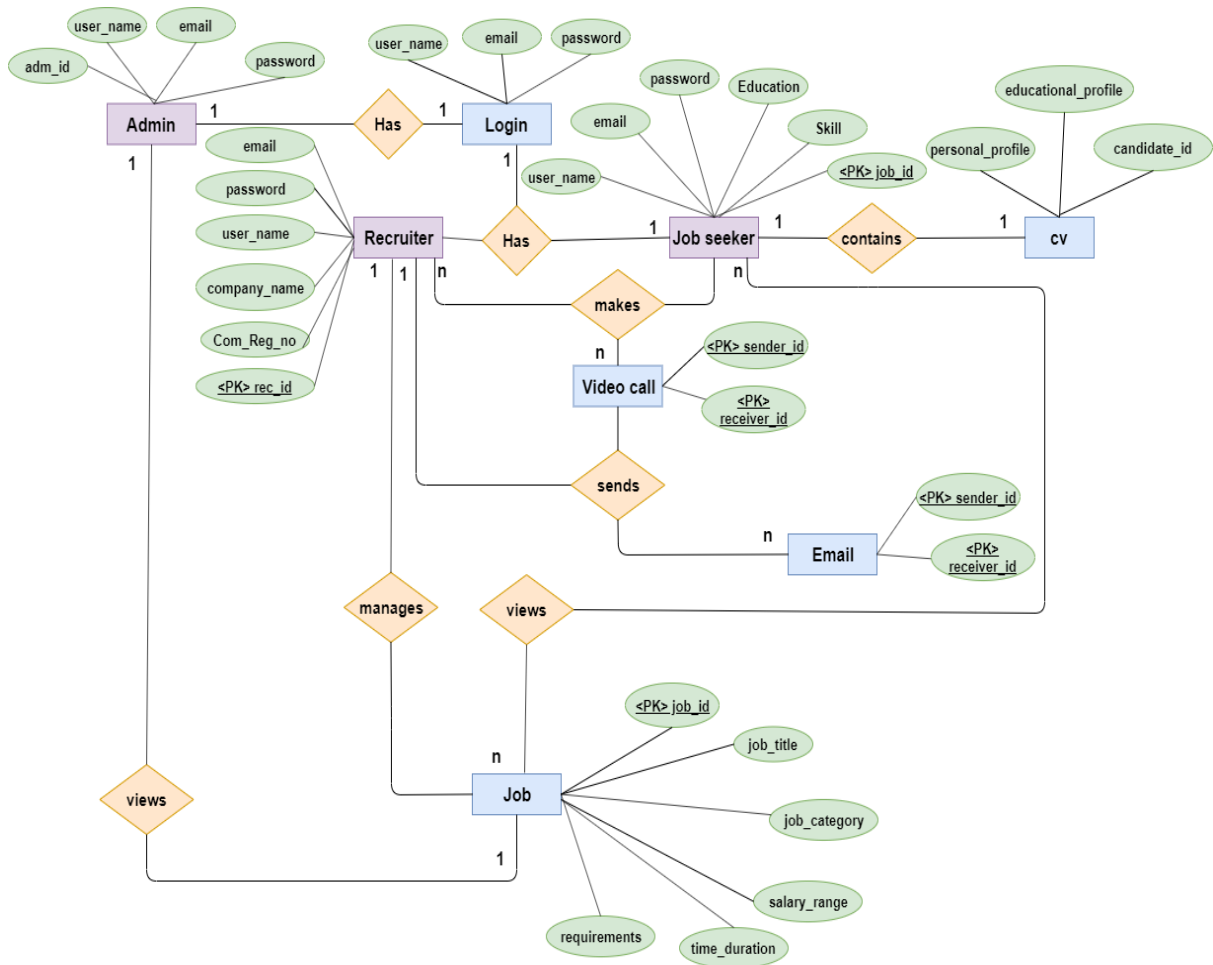 user_name
email
adm_id
password
Admin
1
Has
1
Login
user_name
email
password
1
1
email
password
user_name
company_name
Com_Reg_no
<PK> rec_id
Recruiter
1
1
n
Has
1
Job seeker
user_name
email
password
Education
Skill
<PK> job_id
1
contains
1
cv
personal_profile
educational_profile
candidate_id
n
makes
n
Video call
<PK> sender_id
<PK>
receiver_id
sends
n
Email
<PK> sender_id
<PK>
receiver_id
manages
views
n
Job
<PK> job_id
job_title
job_category
salary_range
time_duration
requirements
views
1